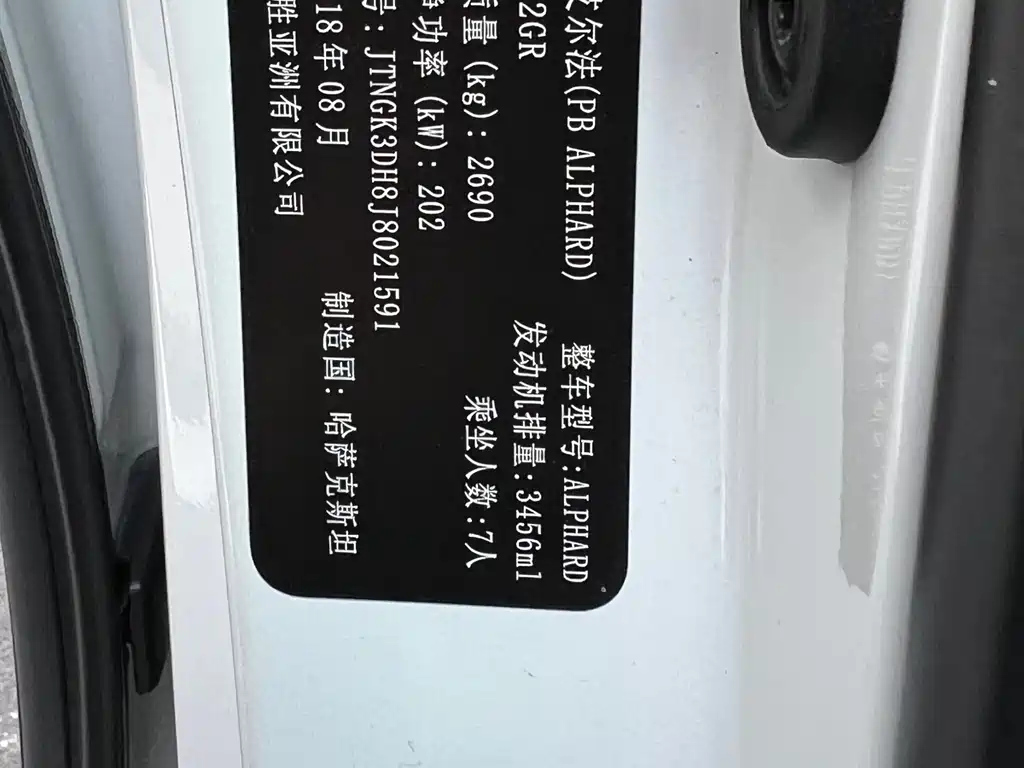 尔法(PB ALPHARD) 整车型号:ALPHARD
2GR 发动机排量:3456ml
质量(kg):2690 乘坐人数:7人
功率(kW):202
号:JTNGK3DH8J8021591
18年08月 制造国:哈萨克斯坦
胜亚洲有限公司